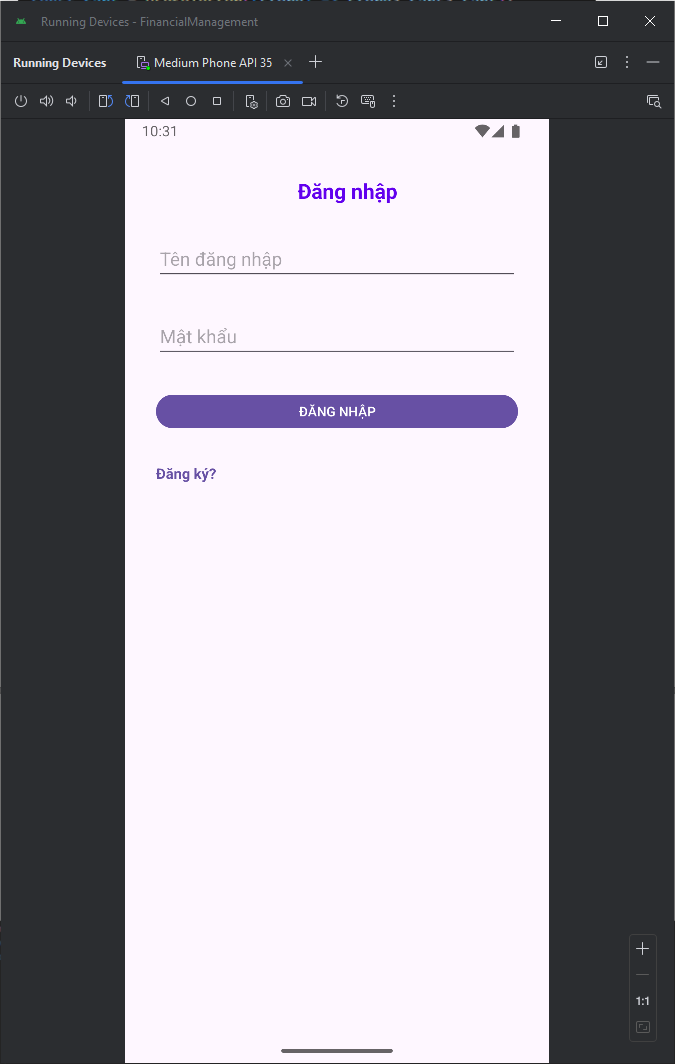 Running Devices - FinancialManagement
Running Devices
Medium Phone API 35
10:31
Đăng nhập
Tên đăng nhập
Mật khẩu
ĐĂNG NHẬP
Đăng ký?
1:1